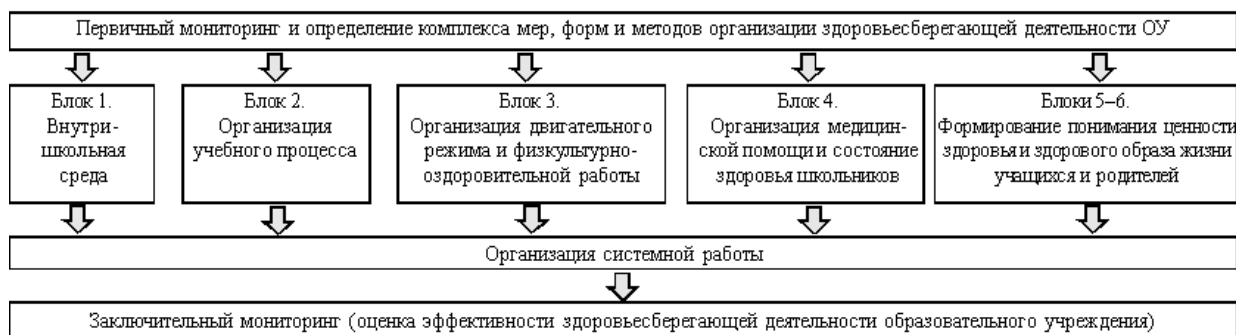 Первичный мониторинг и определение комплекса мер, форм и методов организации здоровьесберегающей деятельности ОУ
Блок 1.
Внутри-
школьная
среда
Блок 2.
Организация
учебного процесса
Блок 3.
Организация двигательного
режима и физкультурно-
оздоровительной работы
Блок 4.
Организация медицин-
ской помощи и состояние
здоровья школьников
Блоки 5–6.
Формирование понимания ценности
здоровья и здорового образа жизни
учащихся и родителей
Организация системной работы
Заключительный мониторинг (оценка эффективности здоровьесберегающей деятельности образовательного учреждения)